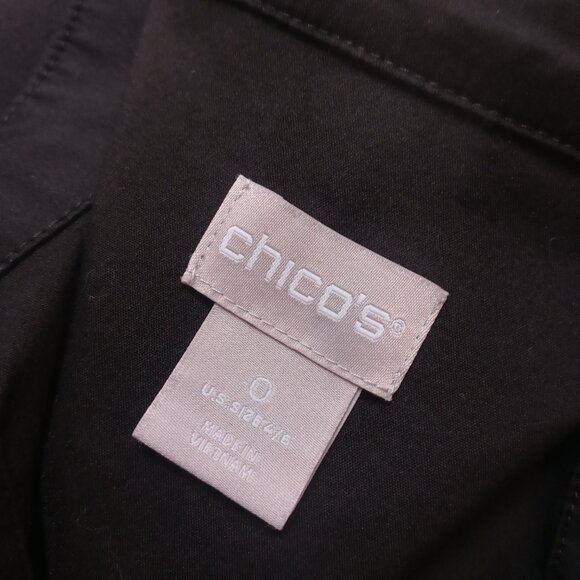 chico's®
0
U.S. SIZE 4/6
MADE IN
VIETNAM